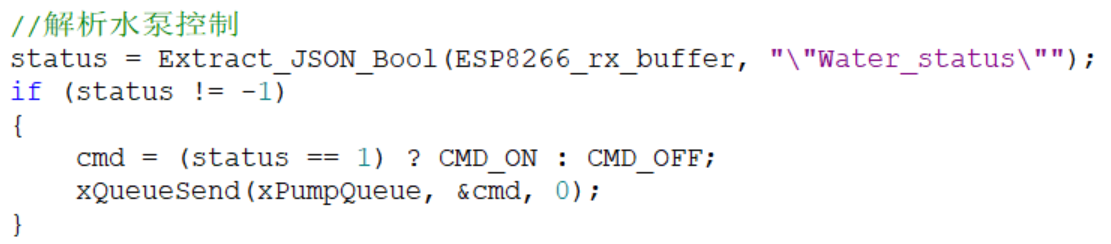 //解析水泵控制
status = Extract_JSON_Bool(ESP8266_rx_buffer, "\"Water_status\"");
if (status != -1)
{
    cmd = (status == 1) ? CMD_ON : CMD_OFF;
    xQueueSend(xPumpQueue, &cmd, 0);
}